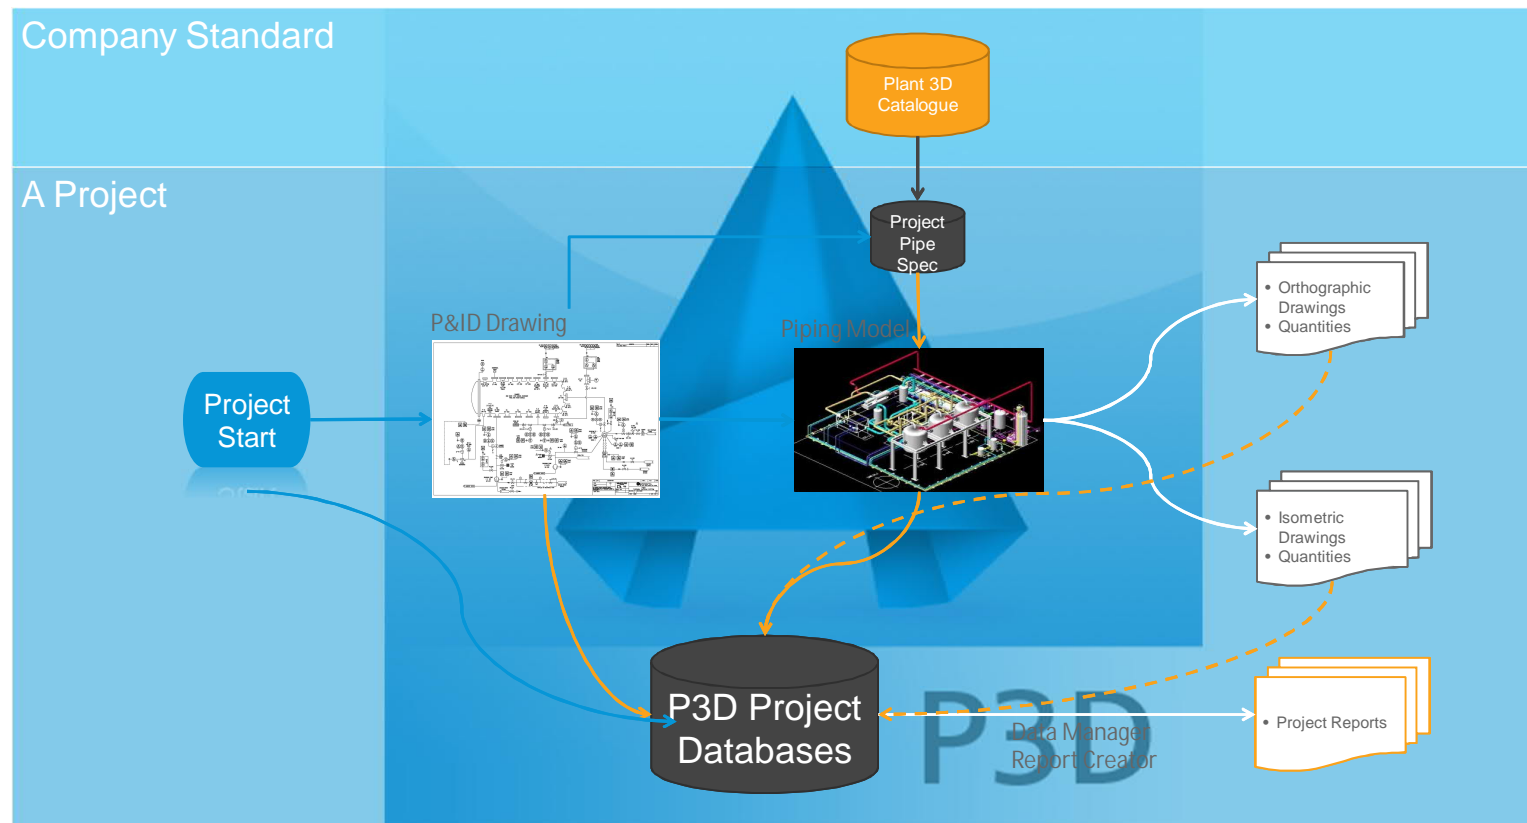 Company Standard
Plant 3D
Catalogue
A Project
Project
Pipe
Spec
P&ID Drawing
Piping Model
• Orthographic
Drawings
• Quantities
Project
Start
• Isometric
Drawings
• Quantities
P3D Project
Databases
P3D
Data Manager
Report Creator
• Project Reports